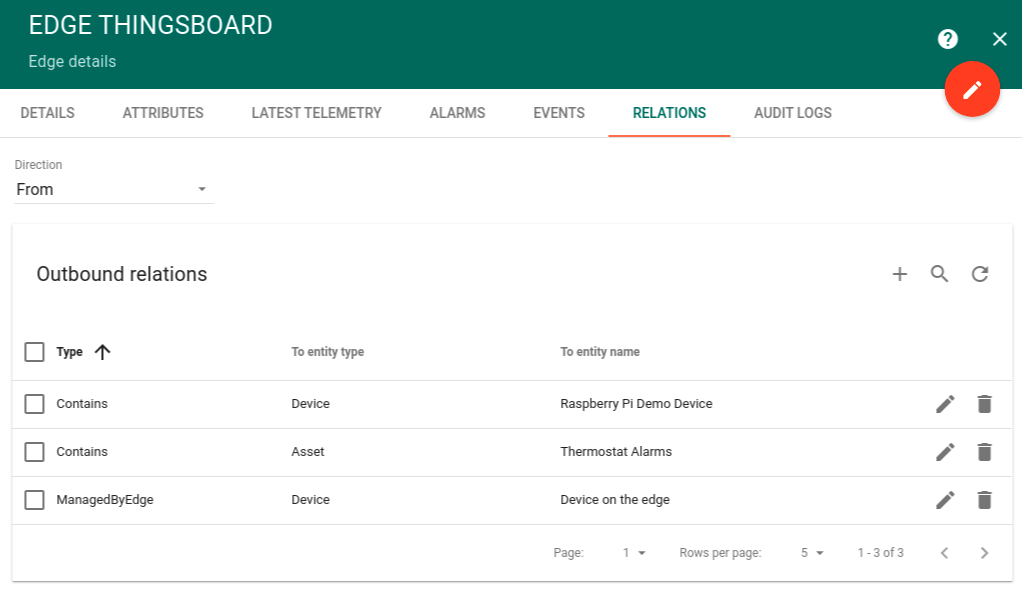 EDGE THINGSBOARD
Edge details
DETAILS ATTRIBUTES LATEST TELEMETRY ALARMS EVENTS RELATIONS AUDIT LOGS
Direction
From
Outbound relations
Type To entity type To entity name
Contains Device Raspberry Pi Demo Device
Contains Asset Thermostat Alarms
ManagedByEdge Device Device on the edge
Page: 1 Rows per page: 5 1 - 3 of 3